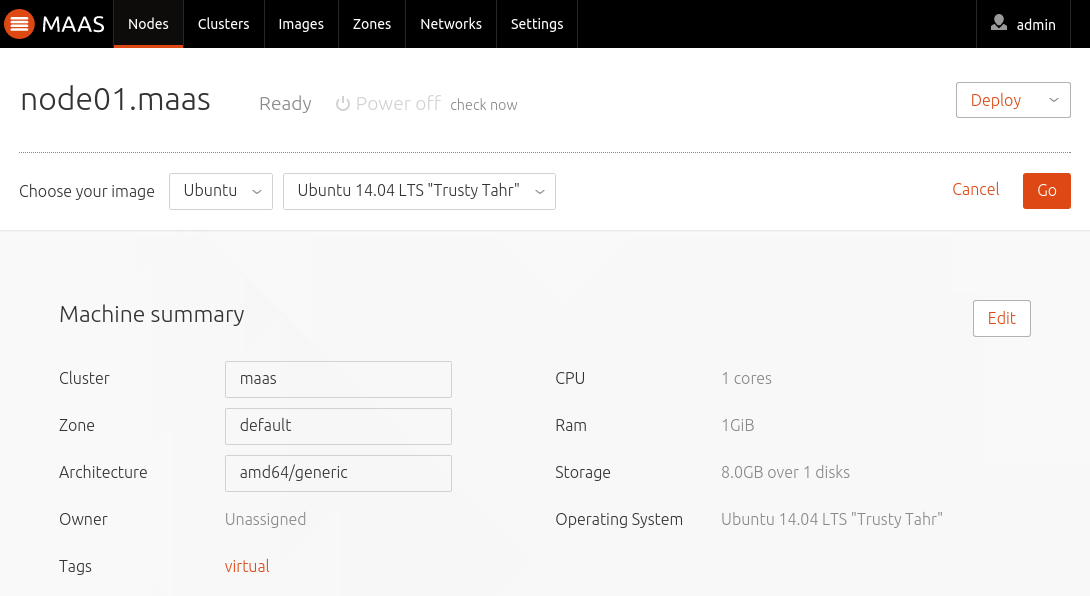 MAAS Nodes Clusters Images Zones Networks Settings admin
node01.maas Ready Power off check now Deploy
Choose your image Ubuntu Ubuntu 14.04 LTS "Trusty Tahr" Cancel Go
Machine summary Edit
Cluster maas CPU 1 cores
Zone default Ram 1GiB
Architecture amd64/generic Storage 8.0GB over 1 disks
Owner Unassigned Operating System Ubuntu 14.04 LTS "Trusty Tahr"
Tags virtual